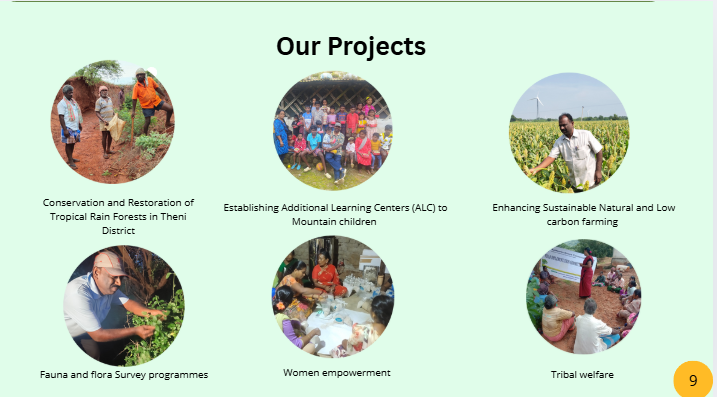 Our Projects
Conservation and Restoration of
Tropical Rain Forests in Theni
District
Establishing Additional Learning Centers (ALC) to
Mountain children
Enhancing Sustainable Natural and Low
carbon farming
Fauna and flora Survey programmes
Women empowerment
Tribal welfare
9